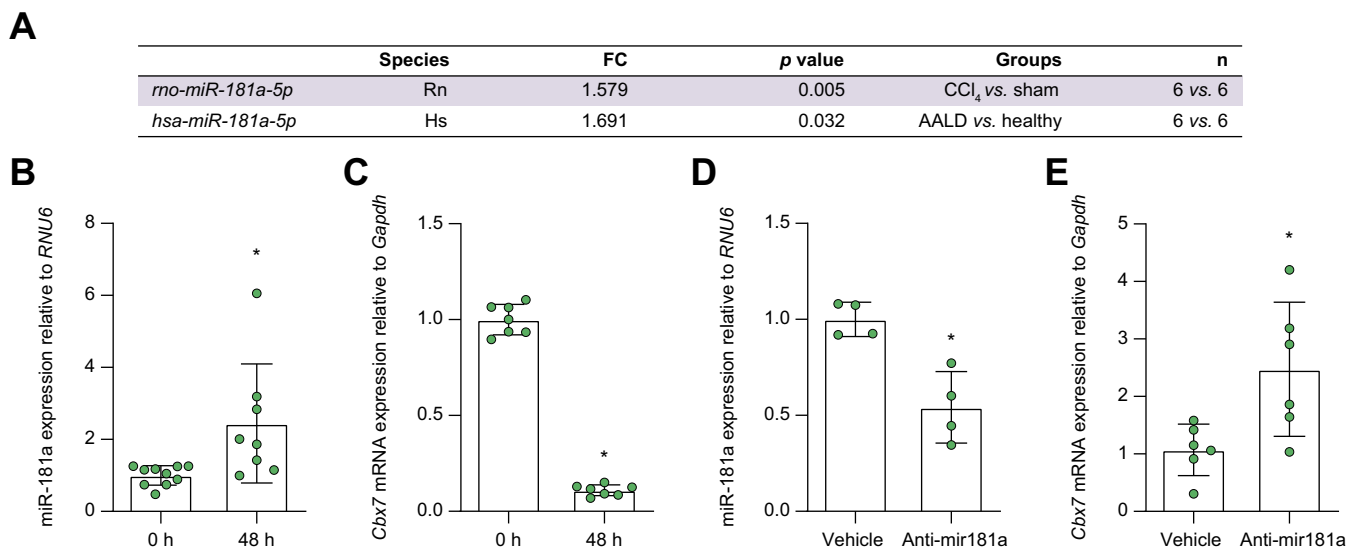 A
Species FC p value Groups n
rno-miR-181a-5p Rn 1.579 0.005 CCl4 vs. sham 6 vs. 6
hsa-miR-181a-5p Hs 1.691 0.032 AALD vs. healthy 6 vs. 6
B
miR-181a expression relative to RNU6
8
6
4
2
0
*
0 h 48 h
C
Cbx7 mRNA expression relative to Gapdh
1.5
1.0
0.5
0.0
*
0 h 48 h
D
miR-181a expression relative to RNU6
1.5
1.0
0.5
0.0
*
Vehicle Anti-mir181a
E
Cbx7 mRNA expression relative to Gapdh
5
4
3
2
1
0
*
Vehicle Anti-mir181a